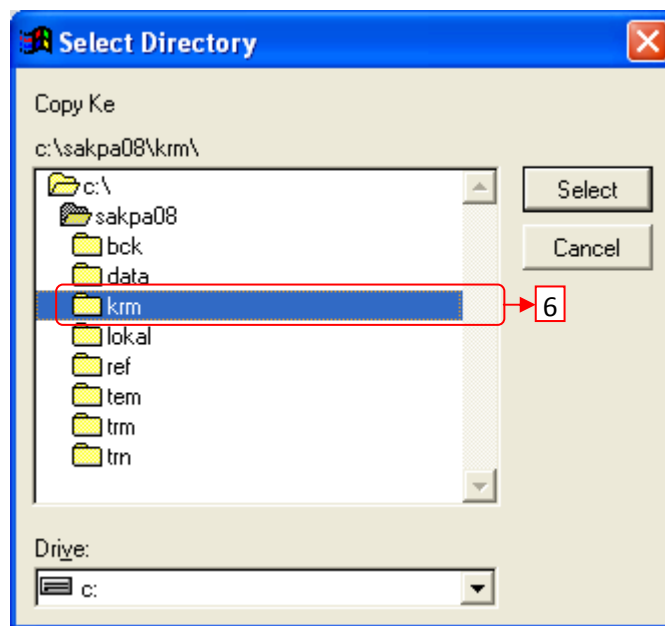 Select Directory
Copy Ke
c:\sakpa08\krm\
c:\
sakpa08
bck
data
krm
6
lokal
ref
tem
trm
trn
Select
Cancel
Drive:
c: